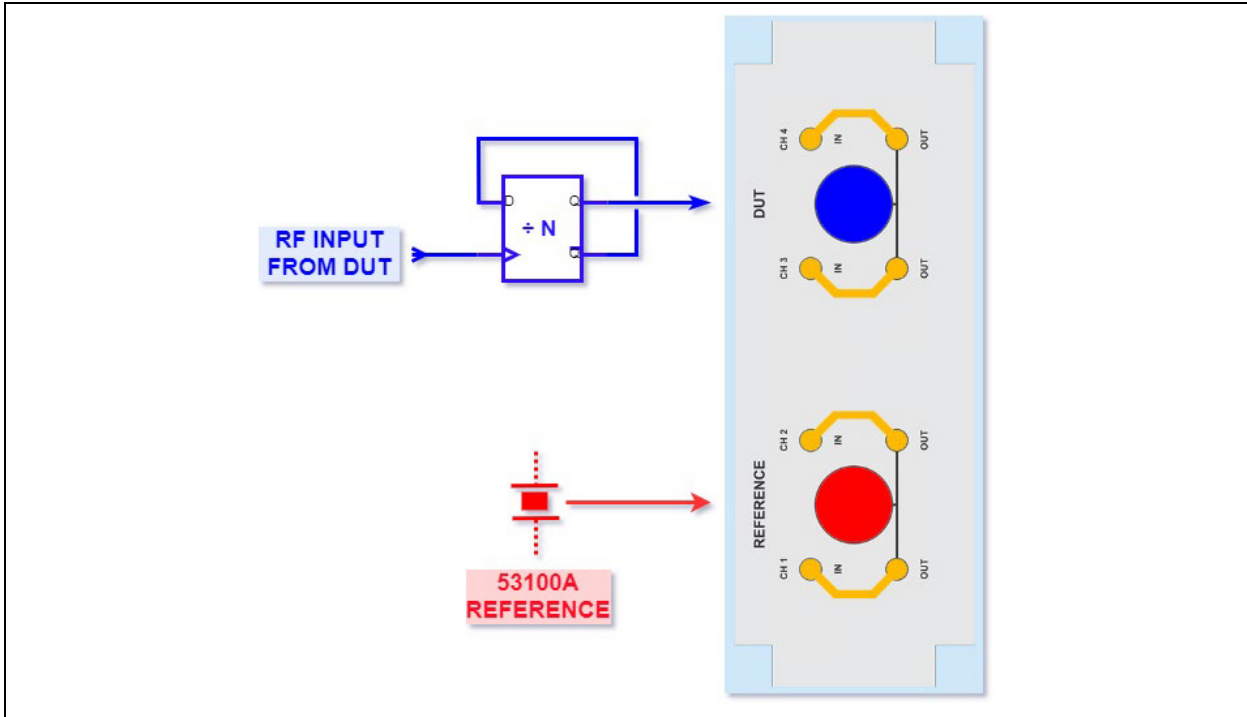 RF INPUT
FROM DUT
D
Q
÷ N
Q
53100A
REFERENCE
DUT
CH 4
IN
OUT
CH 3
IN
OUT
REFERENCE
CH 2
IN
OUT
CH 1
IN
OUT